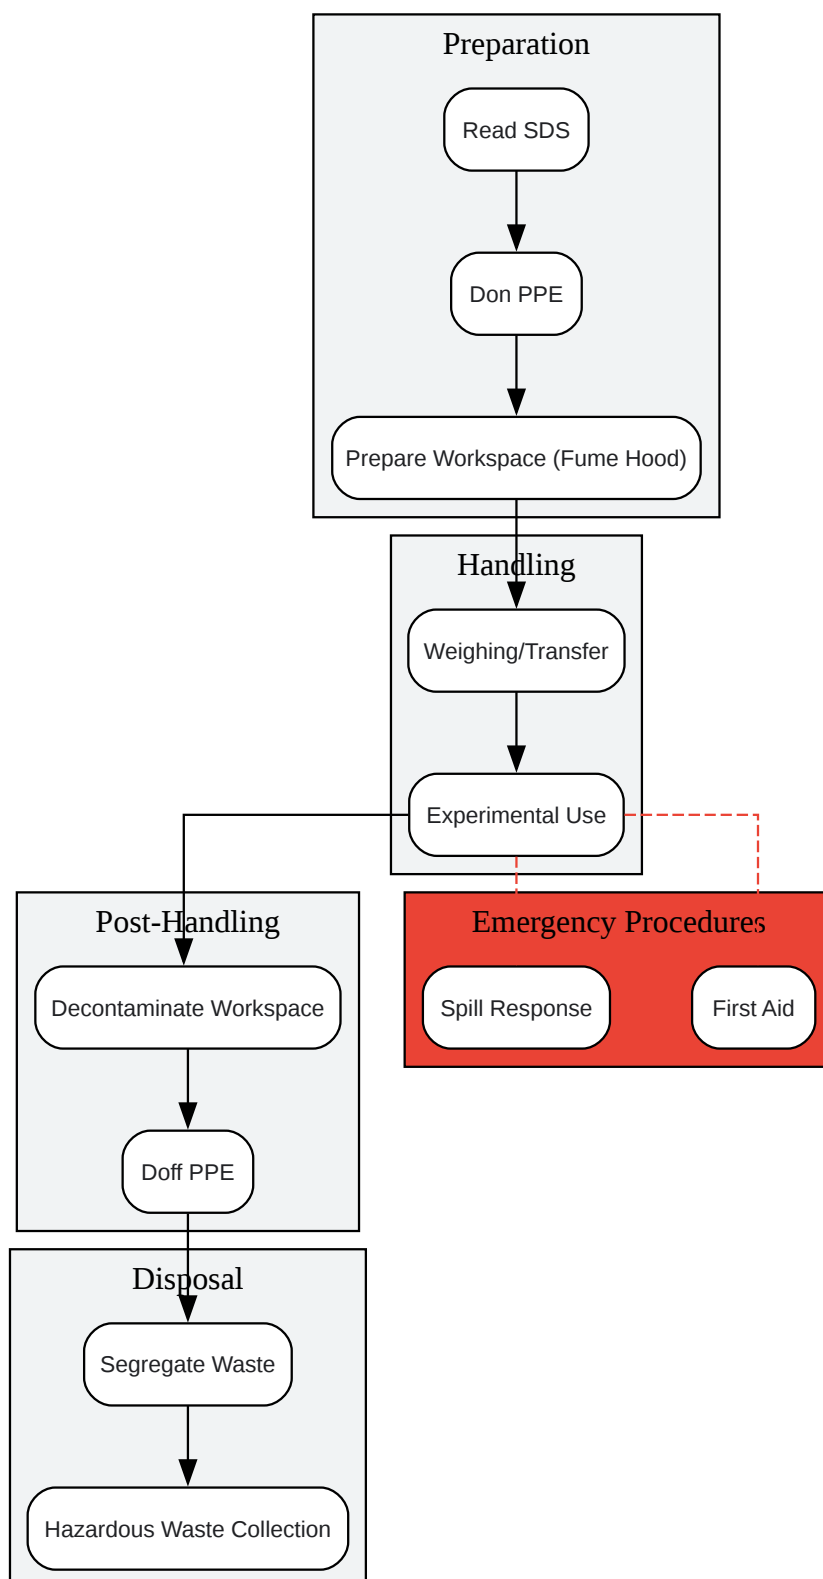 Preparation
Read SDS
Don PPE
Prepare Workspace (Fume Hood)
Handling
Weighing/Transfer
Experimental Use
Post-Handling
Decontaminate Workspace
Doff PPE
Emergency Procedures
Spill Response
First Aid
Disposal
Segregate Waste
Hazardous Waste Collection